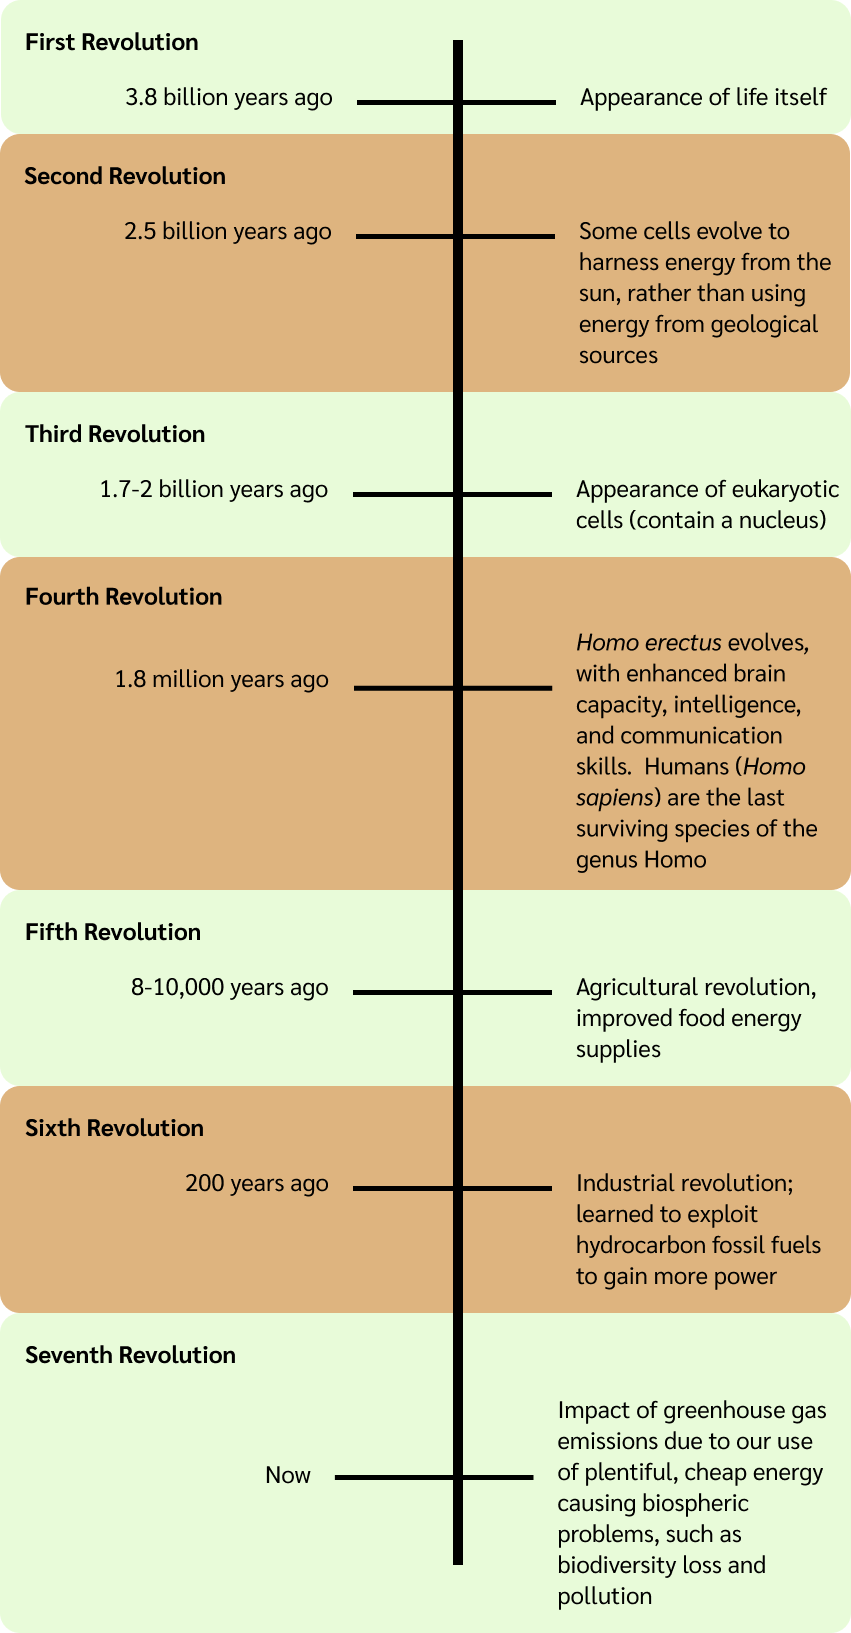 First Revolution
3.8 billion years ago
Appearance of life itself
Second Revolution
2.5 billion years ago
Some cells evolve to
harness energy from the
sun, rather than using
energy from geological
sources
Third Revolution
1.7-2 billion years ago
Appearance of eukaryotic
cells (contain a nucleus)
Fourth Revolution
1.8 million years ago
Homo erectus evolves,
with enhanced brain
capacity, intelligence,
and communication
skills.  Humans (Homo
sapiens) are the last
surviving species of the
genus Homo
Fifth Revolution
8-10,000 years ago
Agricultural revolution,
improved food energy
supplies
Sixth Revolution
200 years ago
Industrial revolution;
learned to exploit
hydrocarbon fossil fuels
to gain more power
Seventh Revolution
Now
Impact of greenhouse gas
emissions due to our use
of plentiful, cheap energy
causing biospheric
problems, such as
biodiversity loss and
pollution